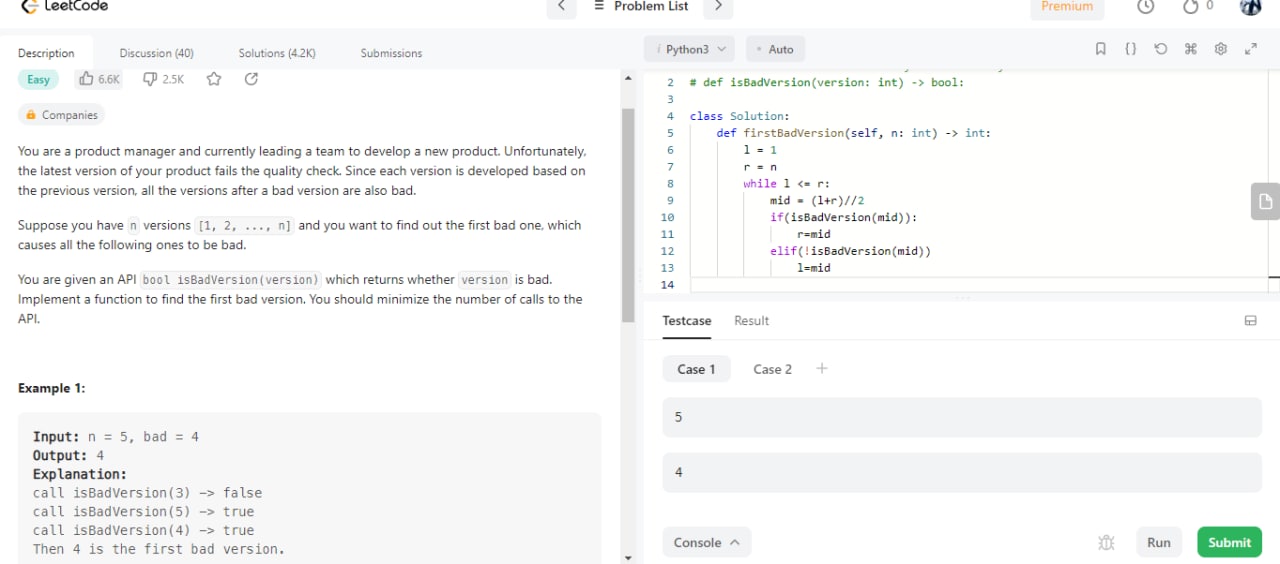 LeetCode
Problem List
Premium
0
Description
Discussion (40)
Solutions (4.2K)
Submissions
i Python3
Auto
Easy
6.6K
2.5K
Companies
You are a product manager and currently leading a team to develop a new product. Unfortunately,
the latest version of your product fails the quality check. Since each version is developed based on
the previous version, all the versions after a bad version are also bad.
Suppose you have n versions [1, 2, ..., n] and you want to find out the first bad one, which
causes all the following ones to be bad.
You are given an API bool isBadVersion(version) which returns whether version is bad.
Implement a function to find the first bad version. You should minimize the number of calls to the
API.
Example 1:
Input: n = 5, bad = 4
Output: 4
Explanation:
call isBadVersion(3) -> false
call isBadVersion(5) -> true
call isBadVersion(4) -> true
Then 4 is the first bad version.
2 # def isBadVersion(version: int) -> bool:
3
4 class Solution:
5 def firstBadVersion(self, n: int) -> int:
6 l = 1
7 r = n
8 while l <= r:
9 mid = (l+r)//2
10 if(isBadVersion(mid)):
11 r=mid
12 elif(!isBadVersion(mid))
13 l=mid
14
Testcase
Result
Case 1
Case 2
5
4
Console
Run
Submit